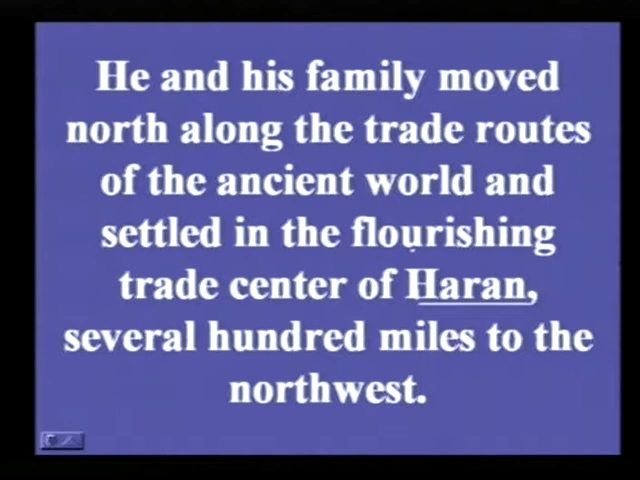 He and his family moved
north along the trade routes
of the ancient world and
settled in the flourishing
trade center of Haran,
several hundred miles to the
northwest.